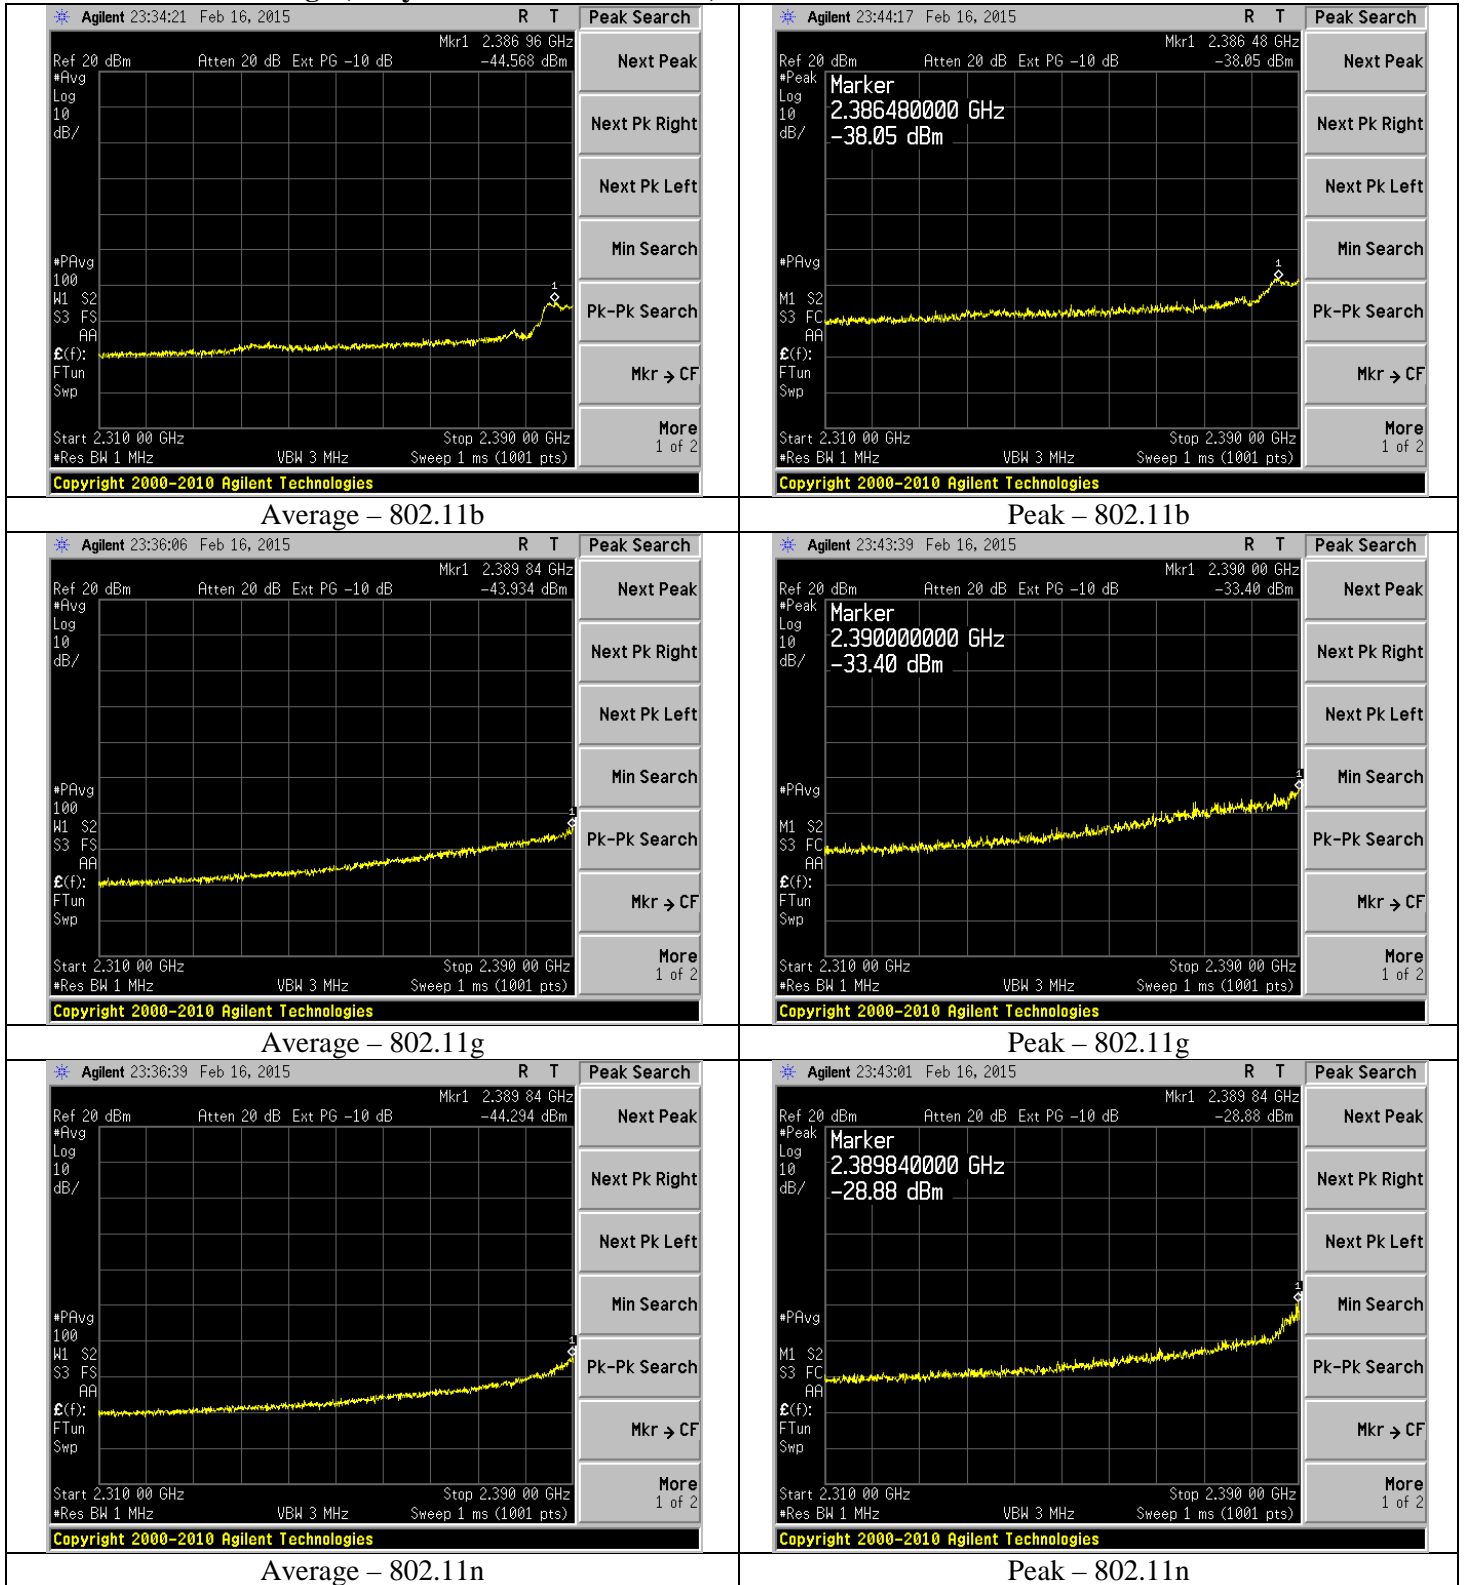 Agilent 23:34:21 Feb 16, 2015 R T Peak Search
Mkr1 2.386 96 GHz
Ref 20 dBm Atten 20 dB Ext PG -10 dB -44.568 dBm
#Avg
Log
10
dB/
#PAvg
100
W1 S2
S3 FS
AA
£(f):
FTun
Swp
1
Start 2.310 00 GHz Stop 2.390 00 GHz
#Res BW 1 MHz VBW 3 MHz Sweep 1 ms (1001 pts)
Copyright 2000-2010 Agilent Technologies
Next Peak
Next Pk Right
Next Pk Left
Min Search
Pk-Pk Search
Mkr → CF
More
1 of 2
Average – 802.11b
Agilent 23:44:17 Feb 16, 2015 R T Peak Search
Mkr1 2.386 48 GHz
Ref 20 dBm Atten 20 dB Ext PG -10 dB -38.05 dBm
#Peak
Log
10
dB/
Marker
2.386480000 GHz
-38.05 dBm
#PAvg
M1 S2
S3 FC
AA
£(f):
FTun
Swp
1
Start 2.310 00 GHz Stop 2.390 00 GHz
#Res BW 1 MHz VBW 3 MHz Sweep 1 ms (1001 pts)
Copyright 2000-2010 Agilent Technologies
Next Peak
Next Pk Right
Next Pk Left
Min Search
Pk-Pk Search
Mkr → CF
More
1 of 2
Peak – 802.11b
Agilent 23:36:06 Feb 16, 2015 R T Peak Search
Mkr1 2.389 84 GHz
Ref 20 dBm Atten 20 dB Ext PG -10 dB -43.934 dBm
#Avg
Log
10
dB/
#PAvg
100
W1 S2
S3 FS
AA
£(f):
FTun
Swp
1
Start 2.310 00 GHz Stop 2.390 00 GHz
#Res BW 1 MHz VBW 3 MHz Sweep 1 ms (1001 pts)
Copyright 2000-2010 Agilent Technologies
Next Peak
Next Pk Right
Next Pk Left
Min Search
Pk-Pk Search
Mkr → CF
More
1 of 2
Average – 802.11g
Agilent 23:43:39 Feb 16, 2015 R T Peak Search
Mkr1 2.390 00 GHz
Ref 20 dBm Atten 20 dB Ext PG -10 dB -33.40 dBm
#Peak
Log
10
dB/
Marker
2.390000000 GHz
-33.40 dBm
#PAvg
M1 S2
S3 FC
AA
£(f):
FTun
Swp
1
Start 2.310 00 GHz Stop 2.390 00 GHz
#Res BW 1 MHz VBW 3 MHz Sweep 1 ms (1001 pts)
Copyright 2000-2010 Agilent Technologies
Next Peak
Next Pk Right
Next Pk Left
Min Search
Pk-Pk Search
Mkr → CF
More
1 of 2
Peak – 802.11g
Agilent 23:36:39 Feb 16, 2015 R T Peak Search
Mkr1 2.389 84 GHz
Ref 20 dBm Atten 20 dB Ext PG -10 dB -44.294 dBm
#Avg
Log
10
dB/
#PAvg
100
W1 S2
S3 FS
AA
£(f):
FTun
Swp
1
Start 2.310 00 GHz Stop 2.390 00 GHz
#Res BW 1 MHz VBW 3 MHz Sweep 1 ms (1001 pts)
Copyright 2000-2010 Agilent Technologies
Next Peak
Next Pk Right
Next Pk Left
Min Search
Pk-Pk Search
Mkr → CF
More
1 of 2
Average – 802.11n
Agilent 23:43:01 Feb 16, 2015 R T Peak Search
Mkr1 2.389 84 GHz
Ref 20 dBm Atten 20 dB Ext PG -10 dB -28.88 dBm
#Peak
Log
10
dB/
Marker
2.389840000 GHz
-28.88 dBm
#PAvg
M1 S2
S3 FC
AA
£(f):
FTun
Swp
1
Start 2.310 00 GHz Stop 2.390 00 GHz
#Res BW 1 MHz VBW 3 MHz Sweep 1 ms (1001 pts)
Copyright 2000-2010 Agilent Technologies
Next Peak
Next Pk Right
Next Pk Left
Min Search
Pk-Pk Search
Mkr → CF
More
1 of 2
Peak – 802.11n